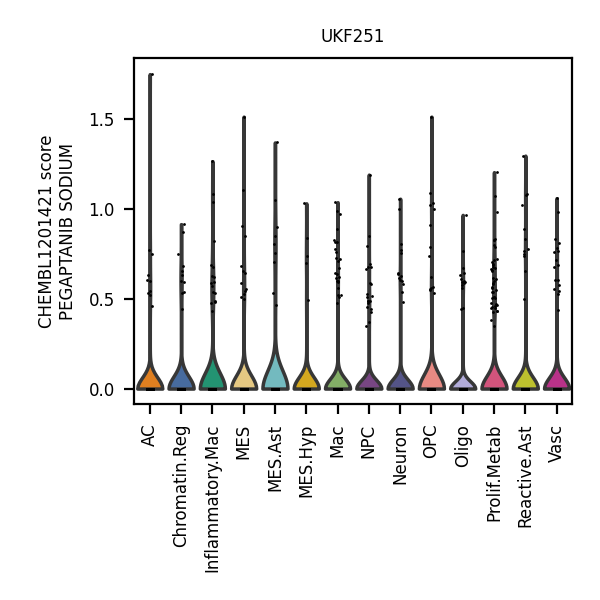 UKF251
CHEMBL1201421 score
PEGAPTANIB SODIUM
1.5
1.0
0.5
0.0
AC
Chromatin.Reg
Inflammatory.Mac
MES
MES.Ast
MES.Hyp
Mac
NPC
Neuron
OPC
Oligo
Prolif.Metab
Reactive.Ast
Vasc